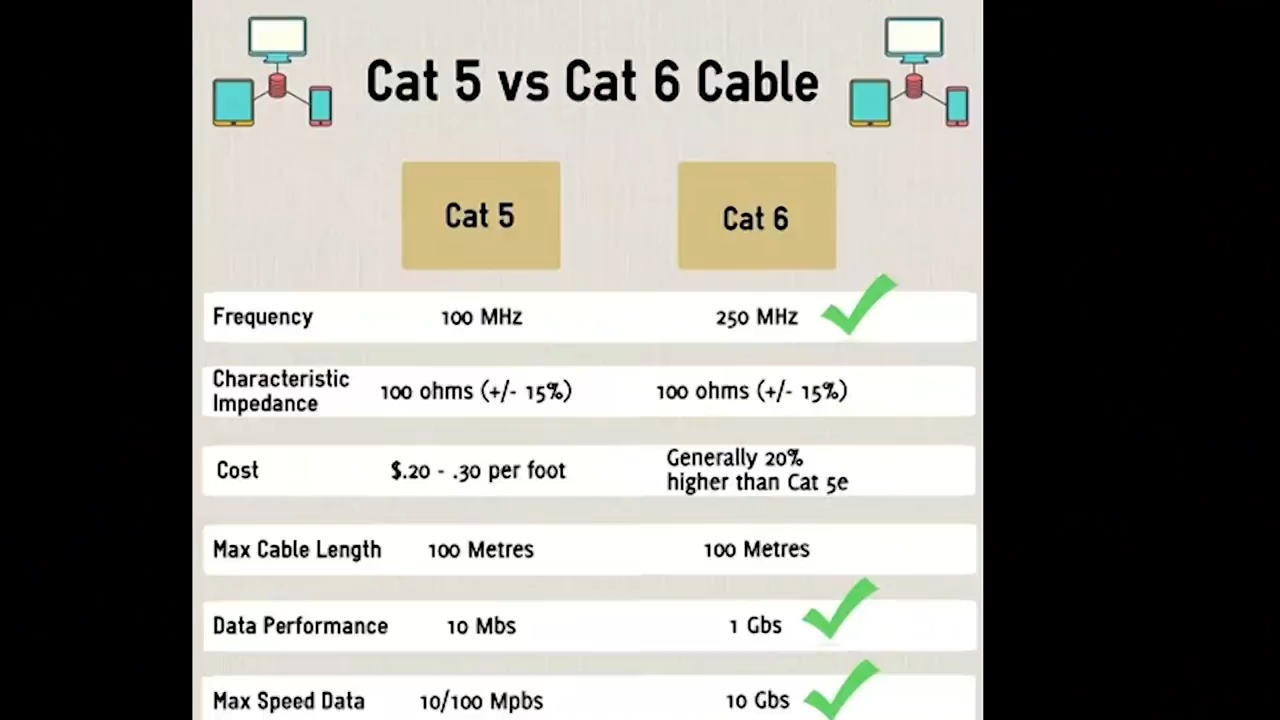 Cat 5 vs Cat 6 Cable
Cat 5
Cat 6
Frequency 100 MHz 250 MHz
Characteristic
Impedance
100 ohms (+/- 15%) 100 ohms (+/- 15%)
Cost $.20 - .30 per foot
Generally 20%
higher than Cat 5e
Max Cable Length 100 Metres 100 Metres
Data Performance 10 Mbs 1 Gbs
Max Speed Data 10/100 Mpbs 10 Gbs